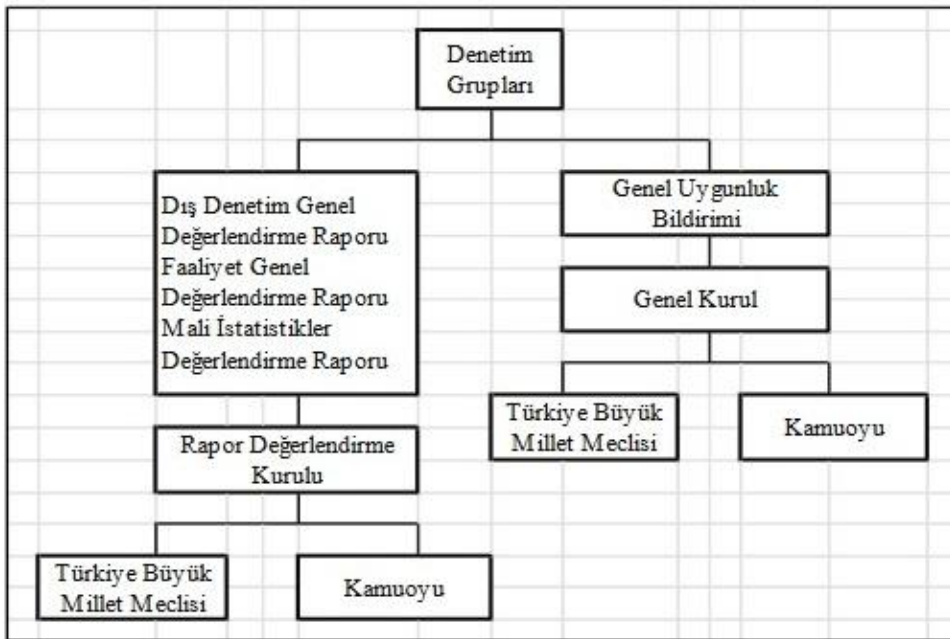 Denetim
Grupları
Dış Denetim Genel
Değerlendirme Raporu
Faaliyet Genel
Değerlendirme Raporu
Mali İstatistikler
Değerlendirme Raporu
Rapor Değerlendirme
Kurulu
Türkiye Büyük
Millet Meclisi
Kamuoyu
Genel Uygunluk
Bildirimi
Genel Kurul
Türkiye Büyük
Millet Meclisi
Kamuoyu